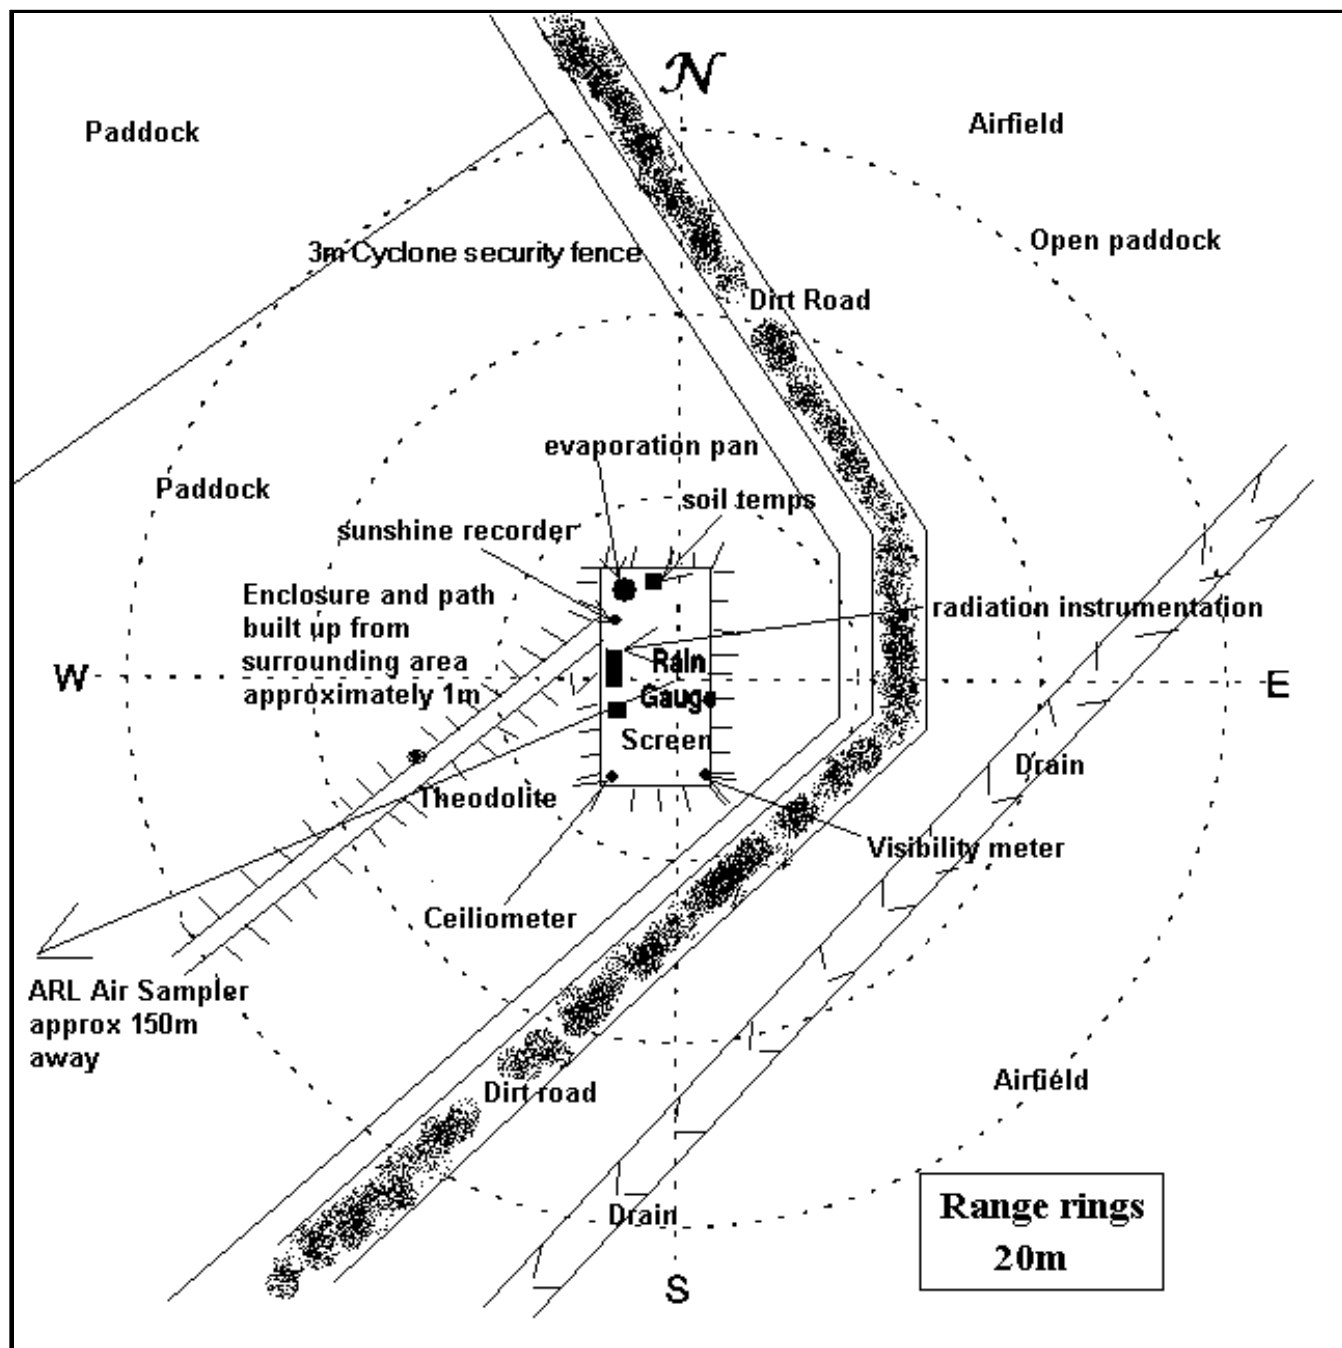 N
Paddock
Airfield
3m Cyclone security fence
Open paddock
Dirt Road
evaporation pan
Paddock
soil temps
sunshine recorder
Enclosure and path
built up from
surrounding area
approximately 1m
radiation instrumentation
Rain
Gauge
W
E
Screen
Drain
Theodolite
Visibility meter
Ceiliometer
ARL Air Sampler
approx 150m
away
Airfield
Dirt road
Drain
Range rings
20m
S